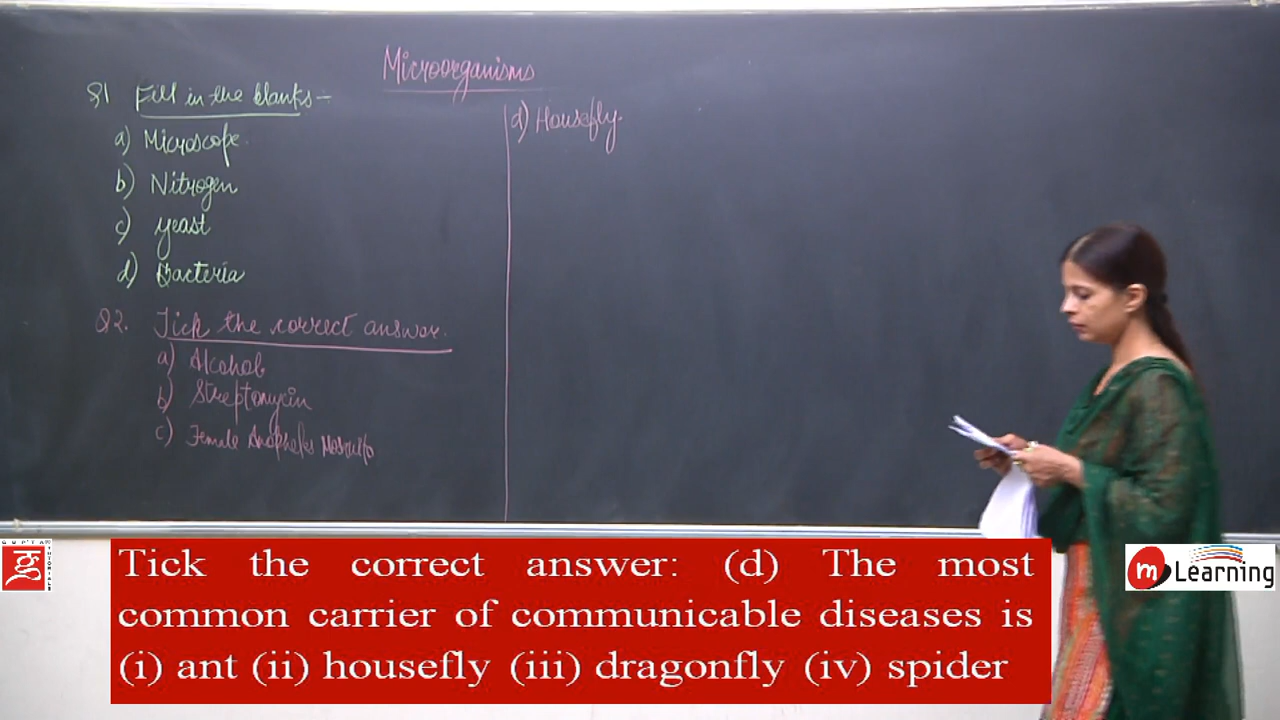 Microorganisms
Q1 Fill in the blanks -
a) Microscope.
b) Nitrogen
c) Yeast
d) Bacteria
Q2. Tick the correct answer.
a) Alcohol
b) Streptomycin
c) Female Anopheles Mosquito
d) Housefly.
GUPTA TUTORIALS
m Learning
Tick the correct answer: (d) The most
common carrier of communicable diseases is
(i) ant (ii) housefly (iii) dragonfly (iv) spider